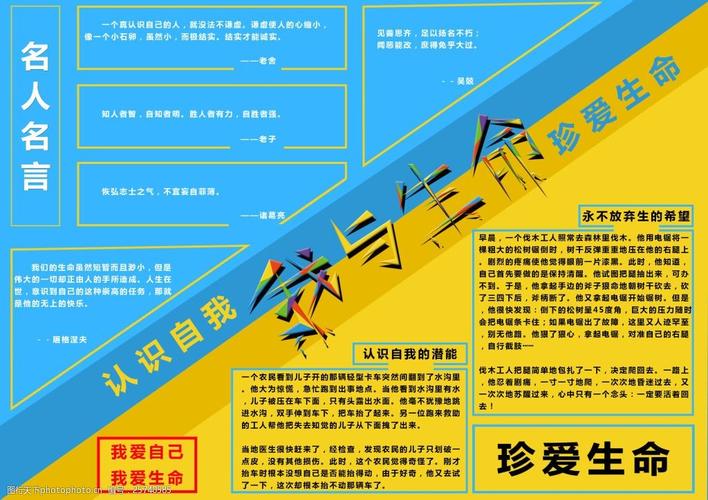 名人名言
一个真认识自己的人，就没法不谦虚。谦虚使人的心缩小，
像一个小石卵，虽然小，而极结实。结实才能诚实。
——老舍
知人者智，自知者明。胜人者有力，自胜者强。
——老子
恢弘志士之气，不宜妄自菲薄。
——诸葛亮
见善思齐，足以扬名不朽；
闻恶能改，庶得免乎大过。
--吴兢
我们的生命虽然短暂而且渺小，但是
伟大的一切却正由人的手所造成。人生在
世，意识到自己的这种崇高的任务，那就
是他的无上的快乐。
--屠格涅夫
认识自我
我与生命
珍爱生命
永不放弃生的希望
早晨，一个伐木工人照常去森林里伐木。他用电锯将一
棵粗大的松树锯倒时，树干反弹重重地压在他的右腿上
。剧烈的疼痛使他觉得眼前一片漆黑。此时，他知道，
自己首先要做的是保持清醒。他试图把腿抽出来，可办
不到。于是，他拿起手边的斧子狠命地朝树干砍去，砍
了三四下后，斧柄断了。他又拿起电锯开始锯树。但是
，他很快发现：倒下的松树呈45度角，巨大的压力随时
会把电锯条卡住；如果电锯出了故障，这里又人迹罕至
，别无他路。他狠了狠心，拿起电锯，对准自己的右腿
，自行截肢……
伐木工人把腿简单地包扎了一下，决定爬回去。一路上
，他忍着剧痛，一寸一寸地爬，一次次地昏迷过去，又
一次次地苏醒过来，心中只有一个念头：一定要活着回
去！
认识自我的潜能
一个农民看到儿子开的那辆轻型卡车突然间翻到了水沟里
。他大为惊慌，急忙跑到出事地点。当他看到水沟里有水
，儿子被压在车下面，只有头露出水面。他毫不犹豫地跳
进水沟，双手伸到车下，把车抬了起来。另一位跑来救助
的工人帮他把失去知觉的儿子从下面拽了出来。
当地医生很快赶来了，经检查，发现农民的儿子只划破一
点皮，没有其他损伤。此时，这个农民觉得奇怪了。刚才
抬车时根本没想自己是否能抬得动，由于好奇，他又去试
了一下，这次却根本抬不动那辆车了。
我爱自己
我爱生命
珍爱生命
图行天下 photophoto.cn